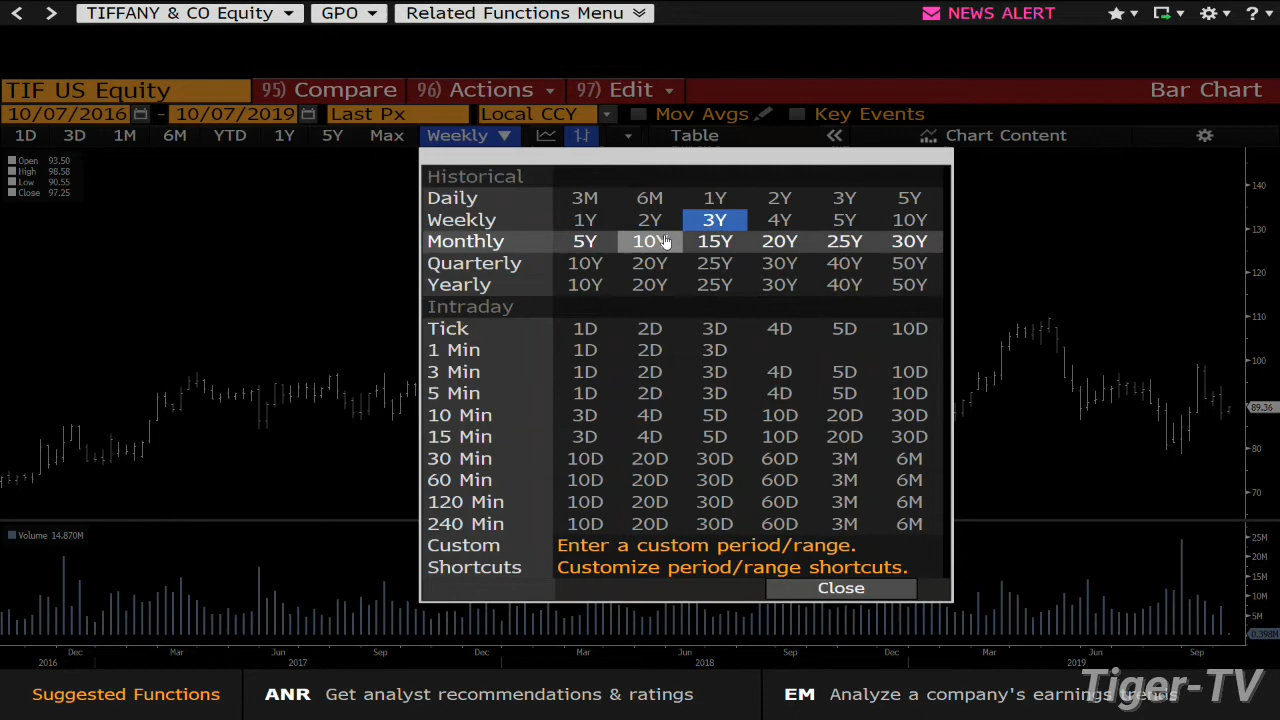 TIFFANY & CO Equity GPO Related Functions Menu NEWS ALERT ?
TIF US Equity 95) Compare 96) Actions 97) Edit Bar Chart
10/07/2016 - 10/07/2019 Last Px Local CCY Mov Avgs Key Events
1D 3D 1M 6M YTD 1Y 5Y Max Weekly Table Chart Content
Open 93.50
High 98.58
Low 90.55
Close 97.25
Historical
Daily 3M 6M 1Y 2Y 3Y 5Y
Weekly 1Y 2Y 3Y 4Y 5Y 10Y
Monthly 5Y 10Y 15Y 20Y 25Y 30Y
Quarterly 10Y 20Y 25Y 30Y 40Y 50Y
Yearly 10Y 20Y 25Y 30Y 40Y 50Y
Intraday
Tick 1D 2D 3D 4D 5D 10D
1 Min 1D 2D 3D
3 Min 1D 2D 3D 4D 5D 10D
5 Min 1D 2D 3D 4D 5D 10D
10 Min 3D 4D 5D 10D 20D 30D
15 Min 3D 4D 5D 10D 20D 30D
30 Min 10D 20D 30D 60D 3M 6M
60 Min 10D 20D 30D 60D 3M 6M
120 Min 10D 20D 30D 60D 3M 6M
240 Min 10D 20D 30D 60D 3M 6M
Custom Enter a custom period/range.
Shortcuts Customize period/range shortcuts.
Close
140
120
110
100
89.36
80
70
Volume 14.870M
25M
20M
15M
10M
5M
0.398M
Dec Mar Jun Sep Dec Mar Jun Sep Dec Mar Jun Sep
2016 2017 2018 2019
Suggested Functions ANR Get analyst recommendations & ratings EM Analyze a company's earnings trends
Tiger-TV